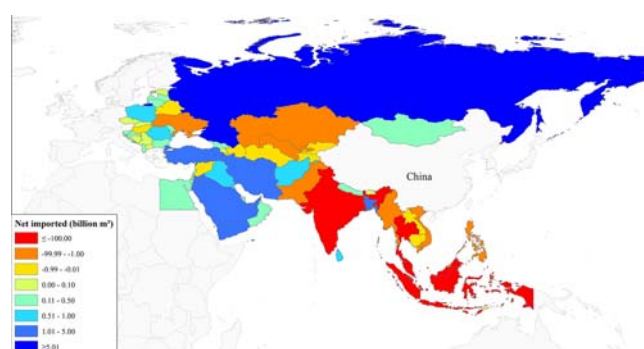 China
Net imported (billion m³)
≤ -100.00
-99.99 - -1.00
-0.99 - -0.01
0.00 - 0.10
0.11 - 0.50
0.51 - 1.00
1.01 - 5.00
≥5.01